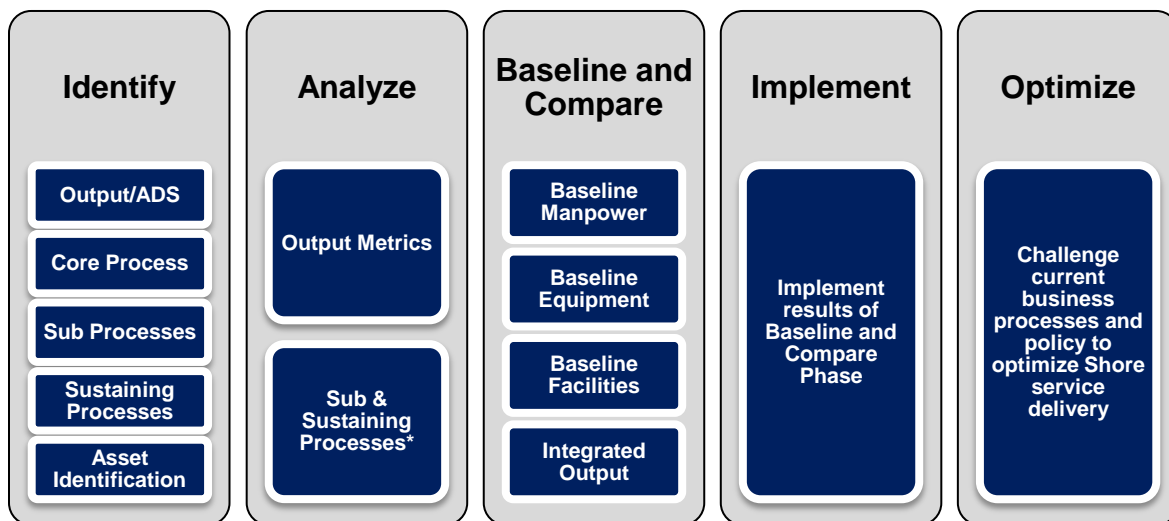 Identify
Output/ADS
Core Process
Sub Processes
Sustaining
Processes
Asset
Identification
Analyze
Output Metrics
Sub &
Sustaining
Processes*
Baseline and
Compare
Baseline
Manpower
Baseline
Equipment
Baseline
Facilities
Integrated
Output
Implement
Implement
results of
Baseline and
Compare
Phase
Optimize
Challenge
current
business
processes and
policy to
optimize Shore
service
delivery